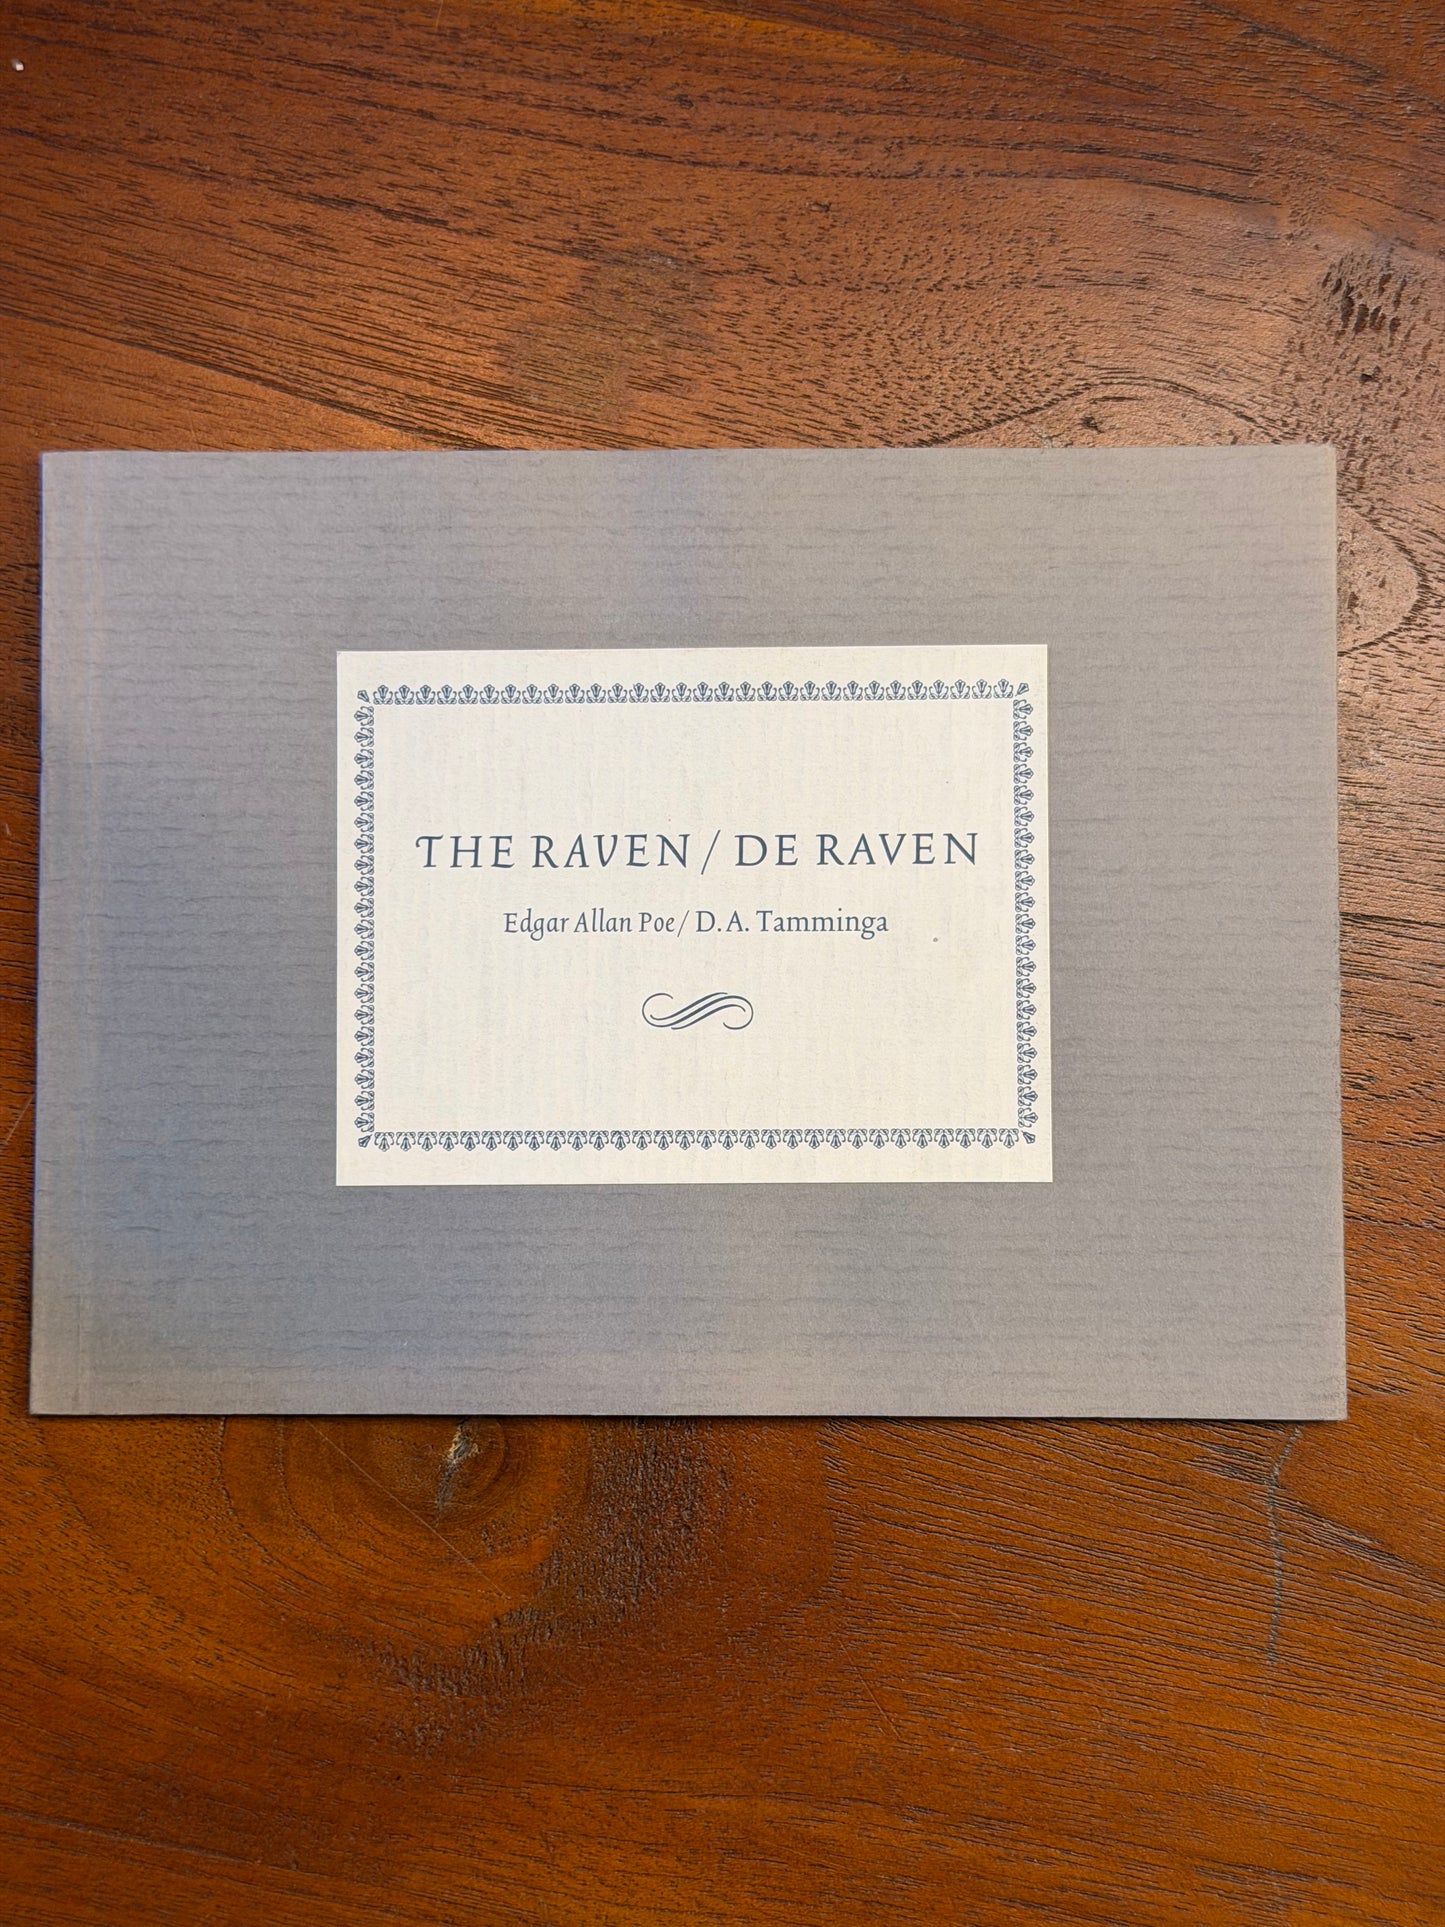 THE RAVEN / DE RAVEN
Edgar Allan Poe / D.A. Tamminga